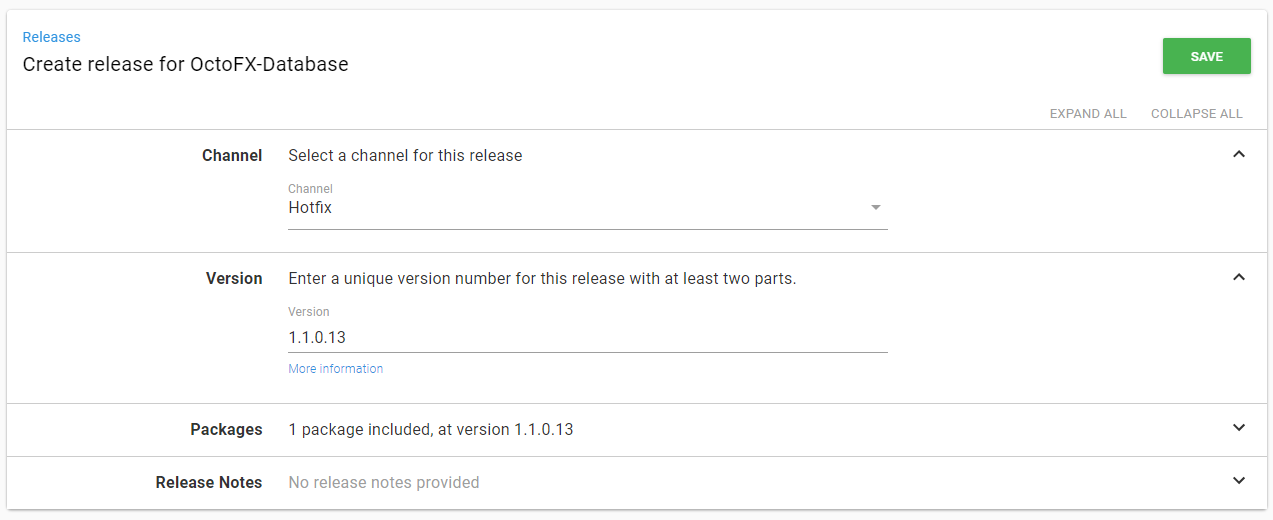 Releases
Create release for OctoFX-Database
SAVE
EXPAND ALL COLLAPSE ALL
Channel Select a channel for this release
Channel
Hotfix
Version Enter a unique version number for this release with at least two parts.
Version
1.1.0.13
More information
Packages 1 package included, at version 1.1.0.13
Release Notes No release notes provided